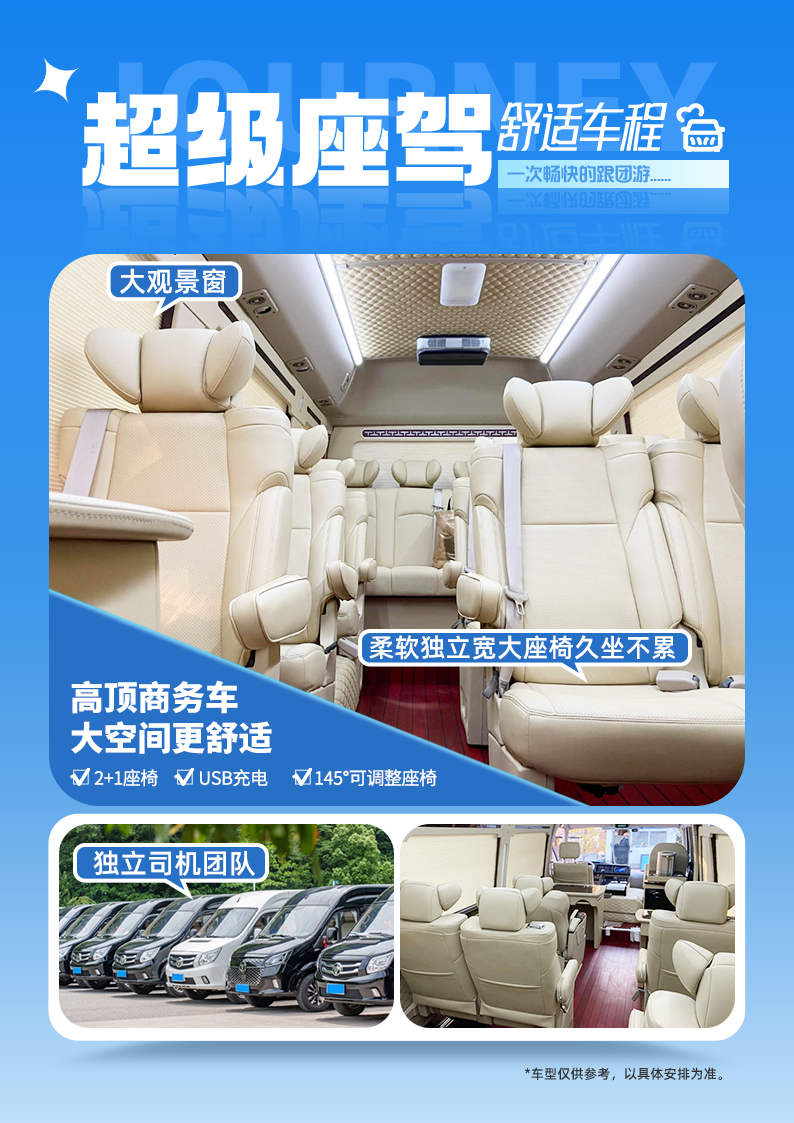 JOURNEY
超级座驾
舒适车程
一次畅快的跟团游......
大观景窗
柔软独立宽大座椅久坐不累
高顶商务车
大空间更舒适
2+1座椅 USB充电 145°可调整座椅
独立司机团队
*车型仅供参考，以具体安排为准。